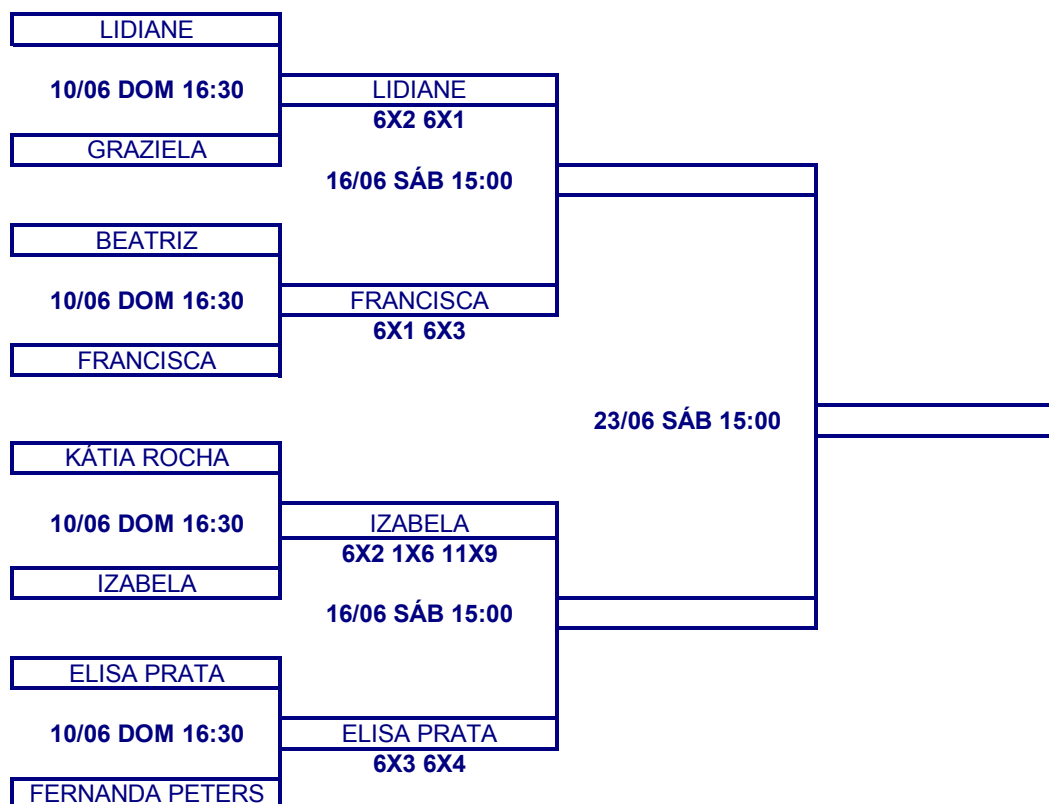 LIDIANE
10/06 DOM 16:30
LIDIANE
6X2 6X1
GRAZIELA
16/06 SÁB 15:00
BEATRIZ
10/06 DOM 16:30
FRANCISCA
6X1 6X3
FRANCISCA
23/06 SÁB 15:00
KÁTIA ROCHA
10/06 DOM 16:30
IZABELA
6X2 1X6 11X9
IZABELA
16/06 SÁB 15:00
ELISA PRATA
10/06 DOM 16:30
ELISA PRATA
6X3 6X4
FERNANDA PETERS